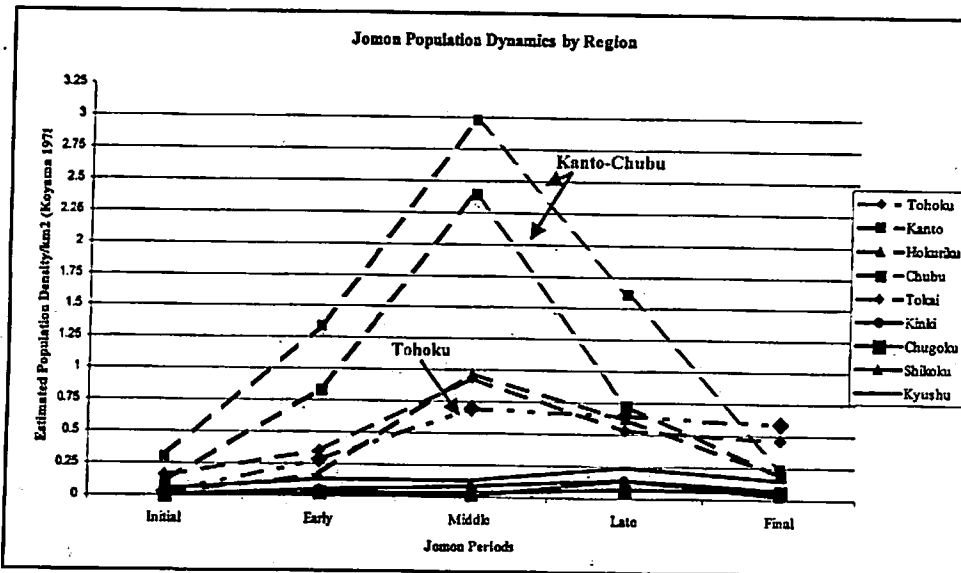 Jomon Population Dynamics by Region
Estimated Population Density/km2 (Koyama 197
3.25
3
2.75
2.5
2.25
2
1.75
1.5
1.25
1
0.75
0.5
0.25
0
Kanto-Chubu
Tohoku
Initial
Early
Middle
Late
Final
Jomon Periods
Tohoku
Kanto
Hokuriku
Chubu
Tokai
Kinki
Chugoku
Shikoku
Kyushu